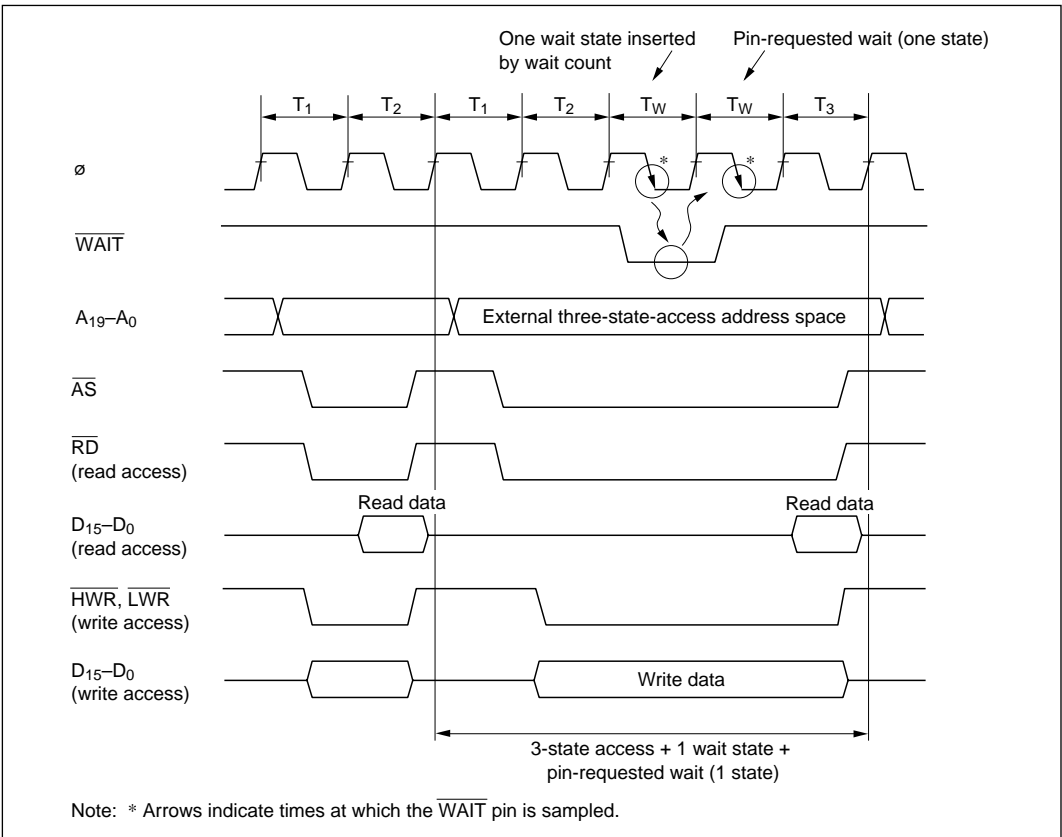 One wait state inserted
by wait count
Pin-requested wait (one state)
T1 T2 T1 T2 TW TW T3
ø * *
WAIT
A19–A0 External three-state-access address space
AS
RD
(read access)
Read data Read data
D15–D0
(read access)
HWR, LWR
(write access)
D15–D0
(write access)
Write data
3-state access + 1 wait state +
pin-requested wait (1 state)
Note: * Arrows indicate times at which the WAIT pin is sampled.